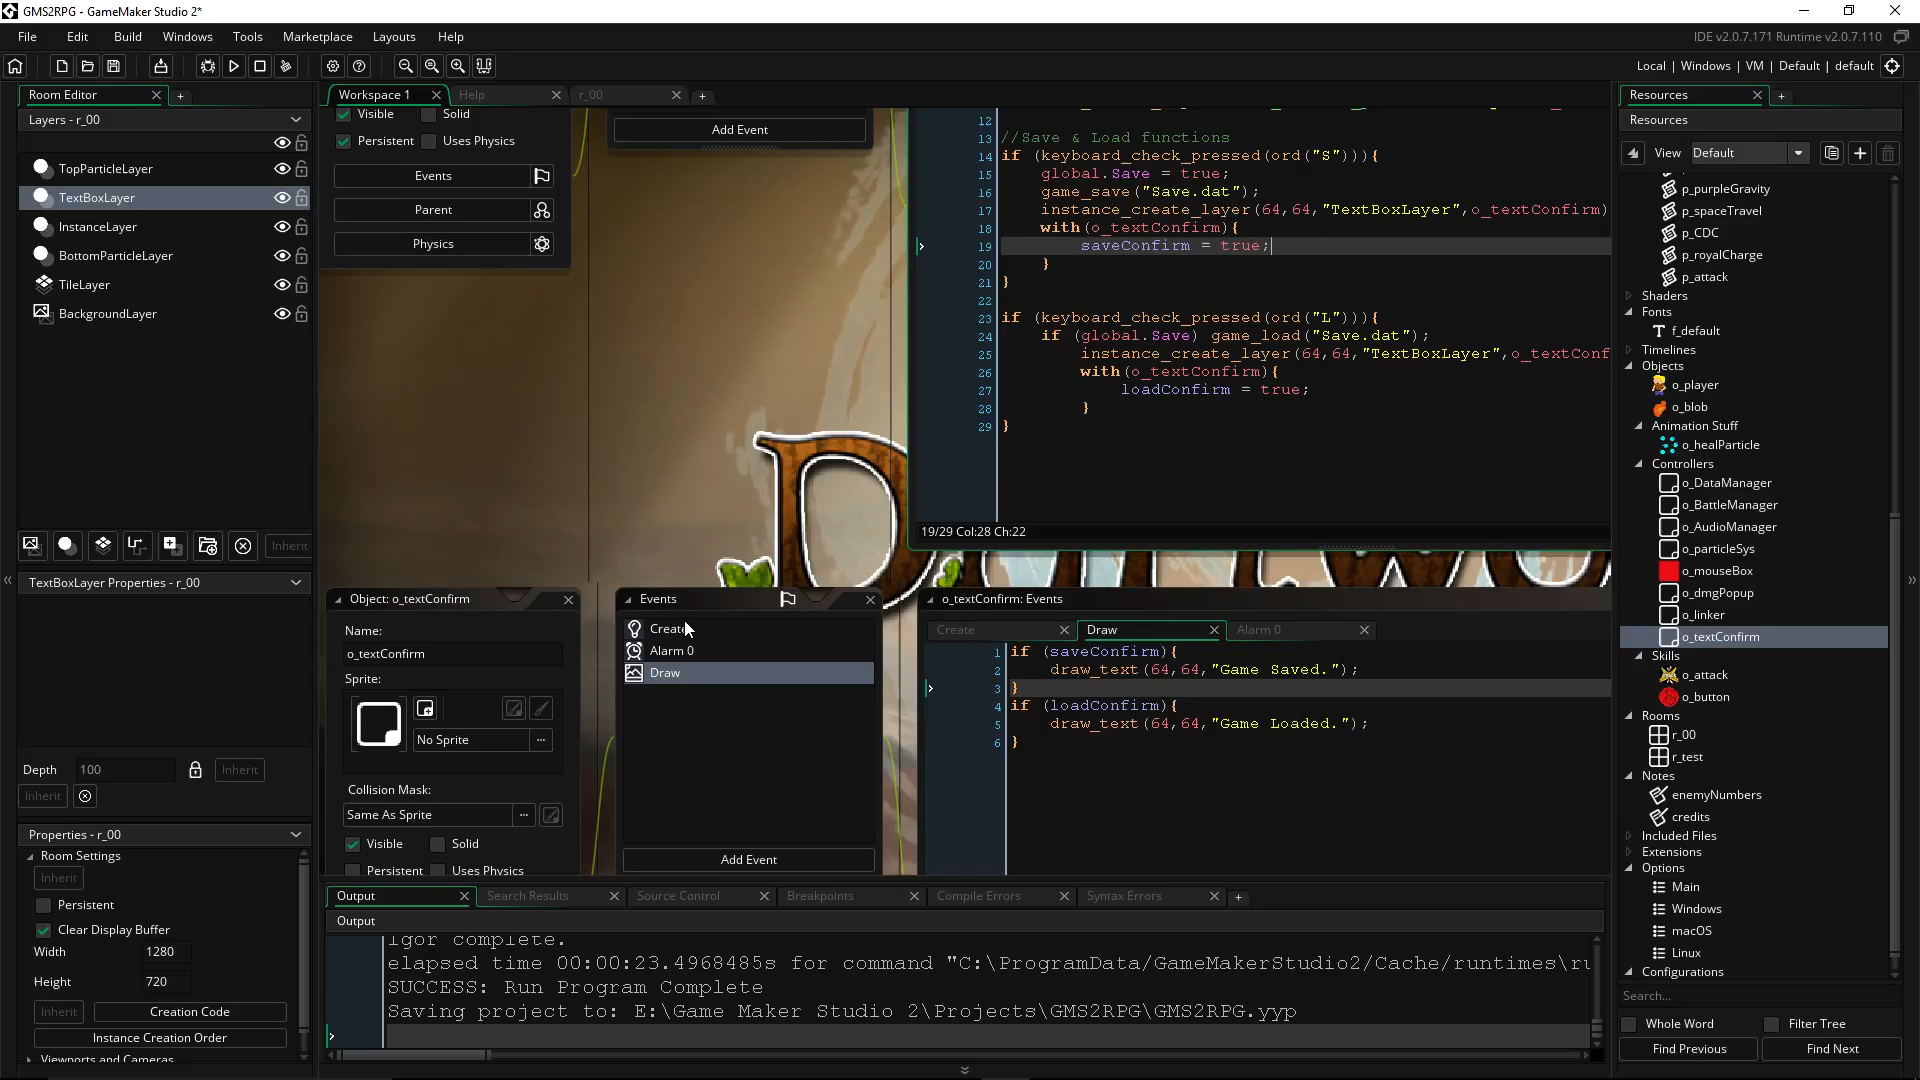 GMS2RPG - GameMaker Studio 2*
File Edit Build Windows Tools Marketplace Layouts Help
IDE v2.0.7.171 Runtime v2.0.7.110
Local | Windows | VM | Default | default
Room Editor
Layers - r_00
TopParticleLayer
TextBoxLayer
InstanceLayer
BottomParticleLayer
TileLayer
BackgroundLayer
Inherit
TextBoxLayer Properties - r_00
Depth 100 Inherit
Inherit
Properties - r_00
Room Settings
Inherit
Persistent
Clear Display Buffer
Width 1280
Height 720
Inherit Creation Code
Instance Creation Order
Viewports and Cameras
Workspace 1 Help r_00
Visible Solid
Persistent Uses Physics
Events
Parent
Physics
Add Event
12
13 //Save & Load functions
14 if (keyboard_check_pressed(ord("S"))){
15 global.Save = true;
16 game_save("Save.dat");
17 instance_create_layer(64,64,"TextBoxLayer",o_textConfirm)
18 with(o_textConfirm){
19 saveConfirm = true;
20 }
21 }
22
23 if (keyboard_check_pressed(ord("L"))){
24 if (global.Save) game_load("Save.dat");
25 instance_create_layer(64,64,"TextBoxLayer",o_textConf
26 with(o_textConfirm){
27 loadConfirm = true;
28 }
29 }
19/29 Col:28 Ch:22
Object: o_textConfirm
Name:
o_textConfirm
Sprite:
No Sprite
Collision Mask:
Same As Sprite
Visible Solid
Persistent Uses Physics
Events
Create
Alarm 0
Draw
Add Event
o_textConfirm: Events
Create Draw Alarm 0
1 if (saveConfirm){
2 draw_text(64,64,"Game Saved.");
3 }
4 if (loadConfirm){
5 draw_text(64,64,"Game Loaded.");
6 }
Output Search Results Source Control Breakpoints Compile Errors Syntax Errors
Output
Igor complete.
elapsed time 00:00:23.4968485s for command "C:\ProgramData/GameMakerStudio2/Cache/runtimes\ru
SUCCESS: Run Program Complete
Saving project to: E:\Game Maker Studio 2\Projects\GMS2RPG\GMS2RPG.yyp
Resources
Resources
View Default
p_purpleGravity
p_spaceTravel
p_CDC
p_royalCharge
p_attack
Shaders
Fonts
f_default
Timelines
Objects
o_player
o_blob
Animation Stuff
o_healParticle
Controllers
o_DataManager
o_BattleManager
o_AudioManager
o_particleSys
o_mouseBox
o_dmgPopup
o_linker
o_textConfirm
Skills
o_attack
o_button
Rooms
r_00
r_test
Notes
enemyNumbers
credits
Included Files
Extensions
Options
Main
Windows
macOS
Linux
Configurations
Search...
Whole Word Filter Tree
Find Previous Find Next